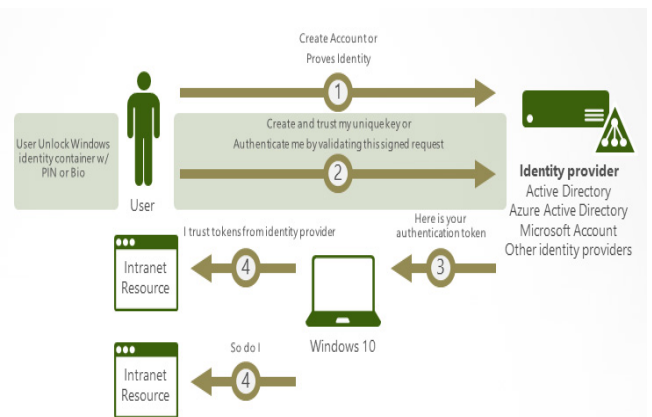 Create Account or
Proves Identity
1
User Unlock Windows
identity container w/
PIN or Bio
User
Create and trust my unique key or
Authenticate me by validating this signed request
2
Identity provider
Active Directory
Azure Active Directory
Microsoft Account
Other identity providers
Here is your
authentication token
3
I trust tokens from identity provider
4
Intranet
Resource
Windows 10
So do I
4
Intranet
Resource